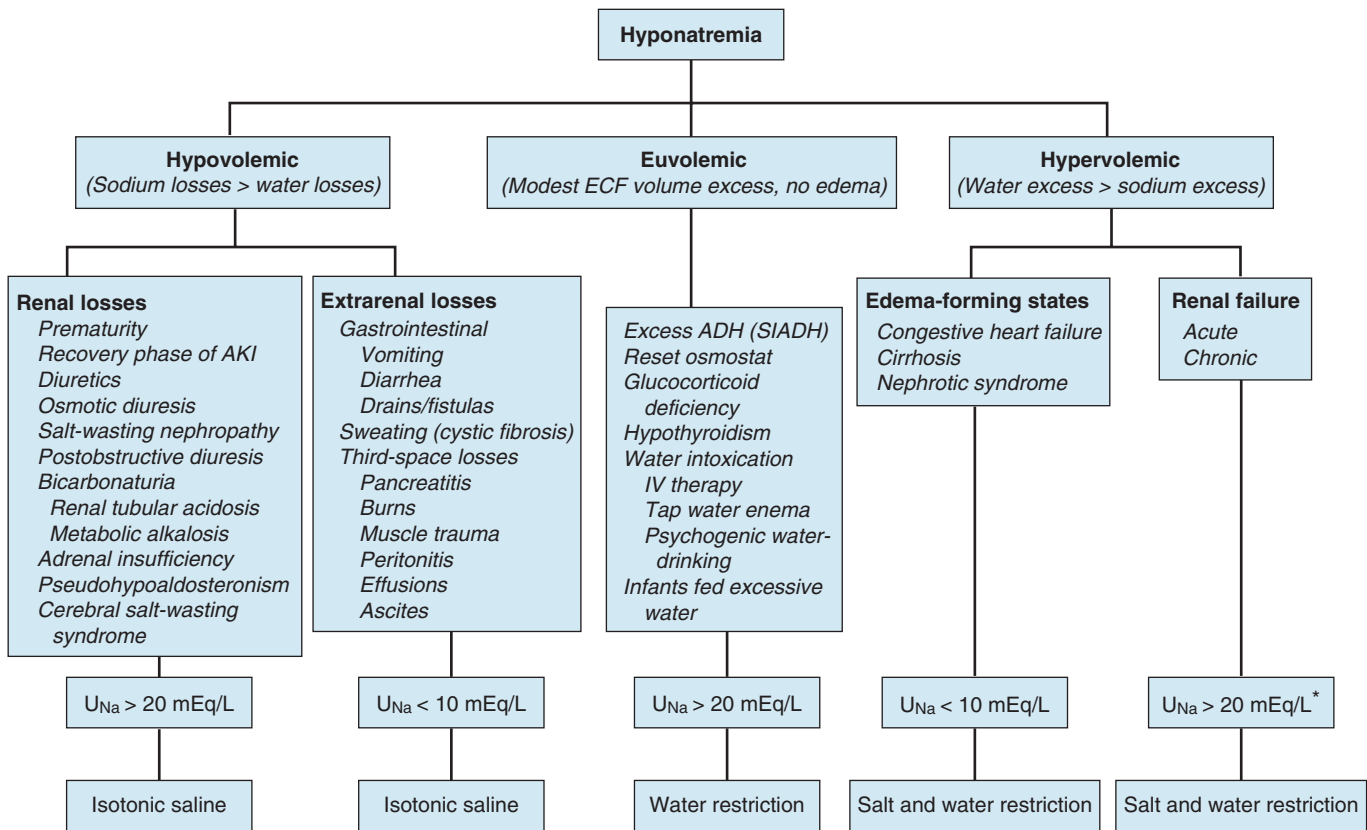 Hyponatremia
Hypovolemic
(Sodium losses > water losses)
Euvolemic
(Modest ECF volume excess, no edema)
Hypervolemic
(Water excess > sodium excess)
Renal losses
Prematurity
Recovery phase of AKI
Diuretics
Osmotic diuresis
Salt-wasting nephropathy
Postobstructive diuresis
Bicarbonaturia
Renal tubular acidosis
Metabolic alkalosis
Adrenal insufficiency
Pseudohypoaldosteronism
Cerebral salt-wasting
syndrome
Extrarenal losses
Gastrointestinal
Vomiting
Diarrhea
Drains/fistulas
Sweating (cystic fibrosis)
Third-space losses
Pancreatitis
Burns
Muscle trauma
Peritonitis
Effusions
Ascites
Excess ADH (SIADH)
Reset osmostat
Glucocorticoid
deficiency
Hypothyroidism
Water intoxication
IV therapy
Tap water enema
Psychogenic water-
drinking
Infants fed excessive
water
Edema-forming states
Congestive heart failure
Cirrhosis
Nephrotic syndrome
Renal failure
Acute
Chronic
UNa > 20 mEq/L
UNa < 10 mEq/L
UNa > 20 mEq/L
UNa < 10 mEq/L
UNa > 20 mEq/L*
Isotonic saline
Isotonic saline
Water restriction
Salt and water restriction
Salt and water restriction